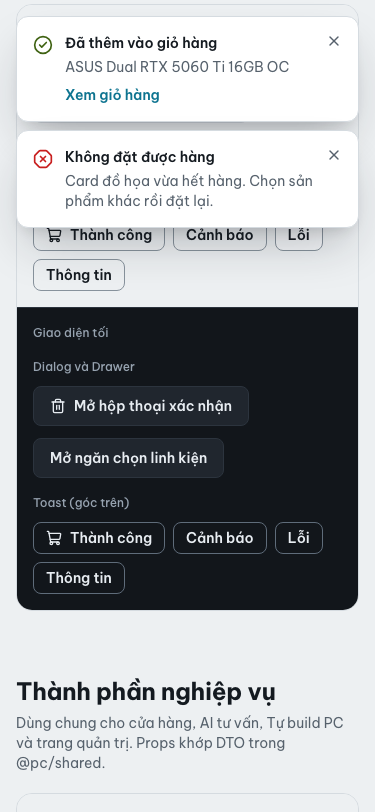 Đã thêm vào giỏ hàng
ASUS Dual RTX 5060 Ti 16GB OC
Xem giỏ hàng
Không đặt được hàng
Card đồ họa vừa hết hàng. Chọn sản
phẩm khác rồi đặt lại.
Thành công Cảnh báo Lỗi
Thông tin
Giao diện tối
Dialog và Drawer
Mở hộp thoại xác nhận
Mở ngăn chọn linh kiện
Toast (góc trên)
Thành công Cảnh báo Lỗi
Thông tin
Thành phần nghiệp vụ
Dùng chung cho cửa hàng, AI tư vấn, Tự build PC
và trang quản trị. Props khớp DTO trong
@pc/shared.